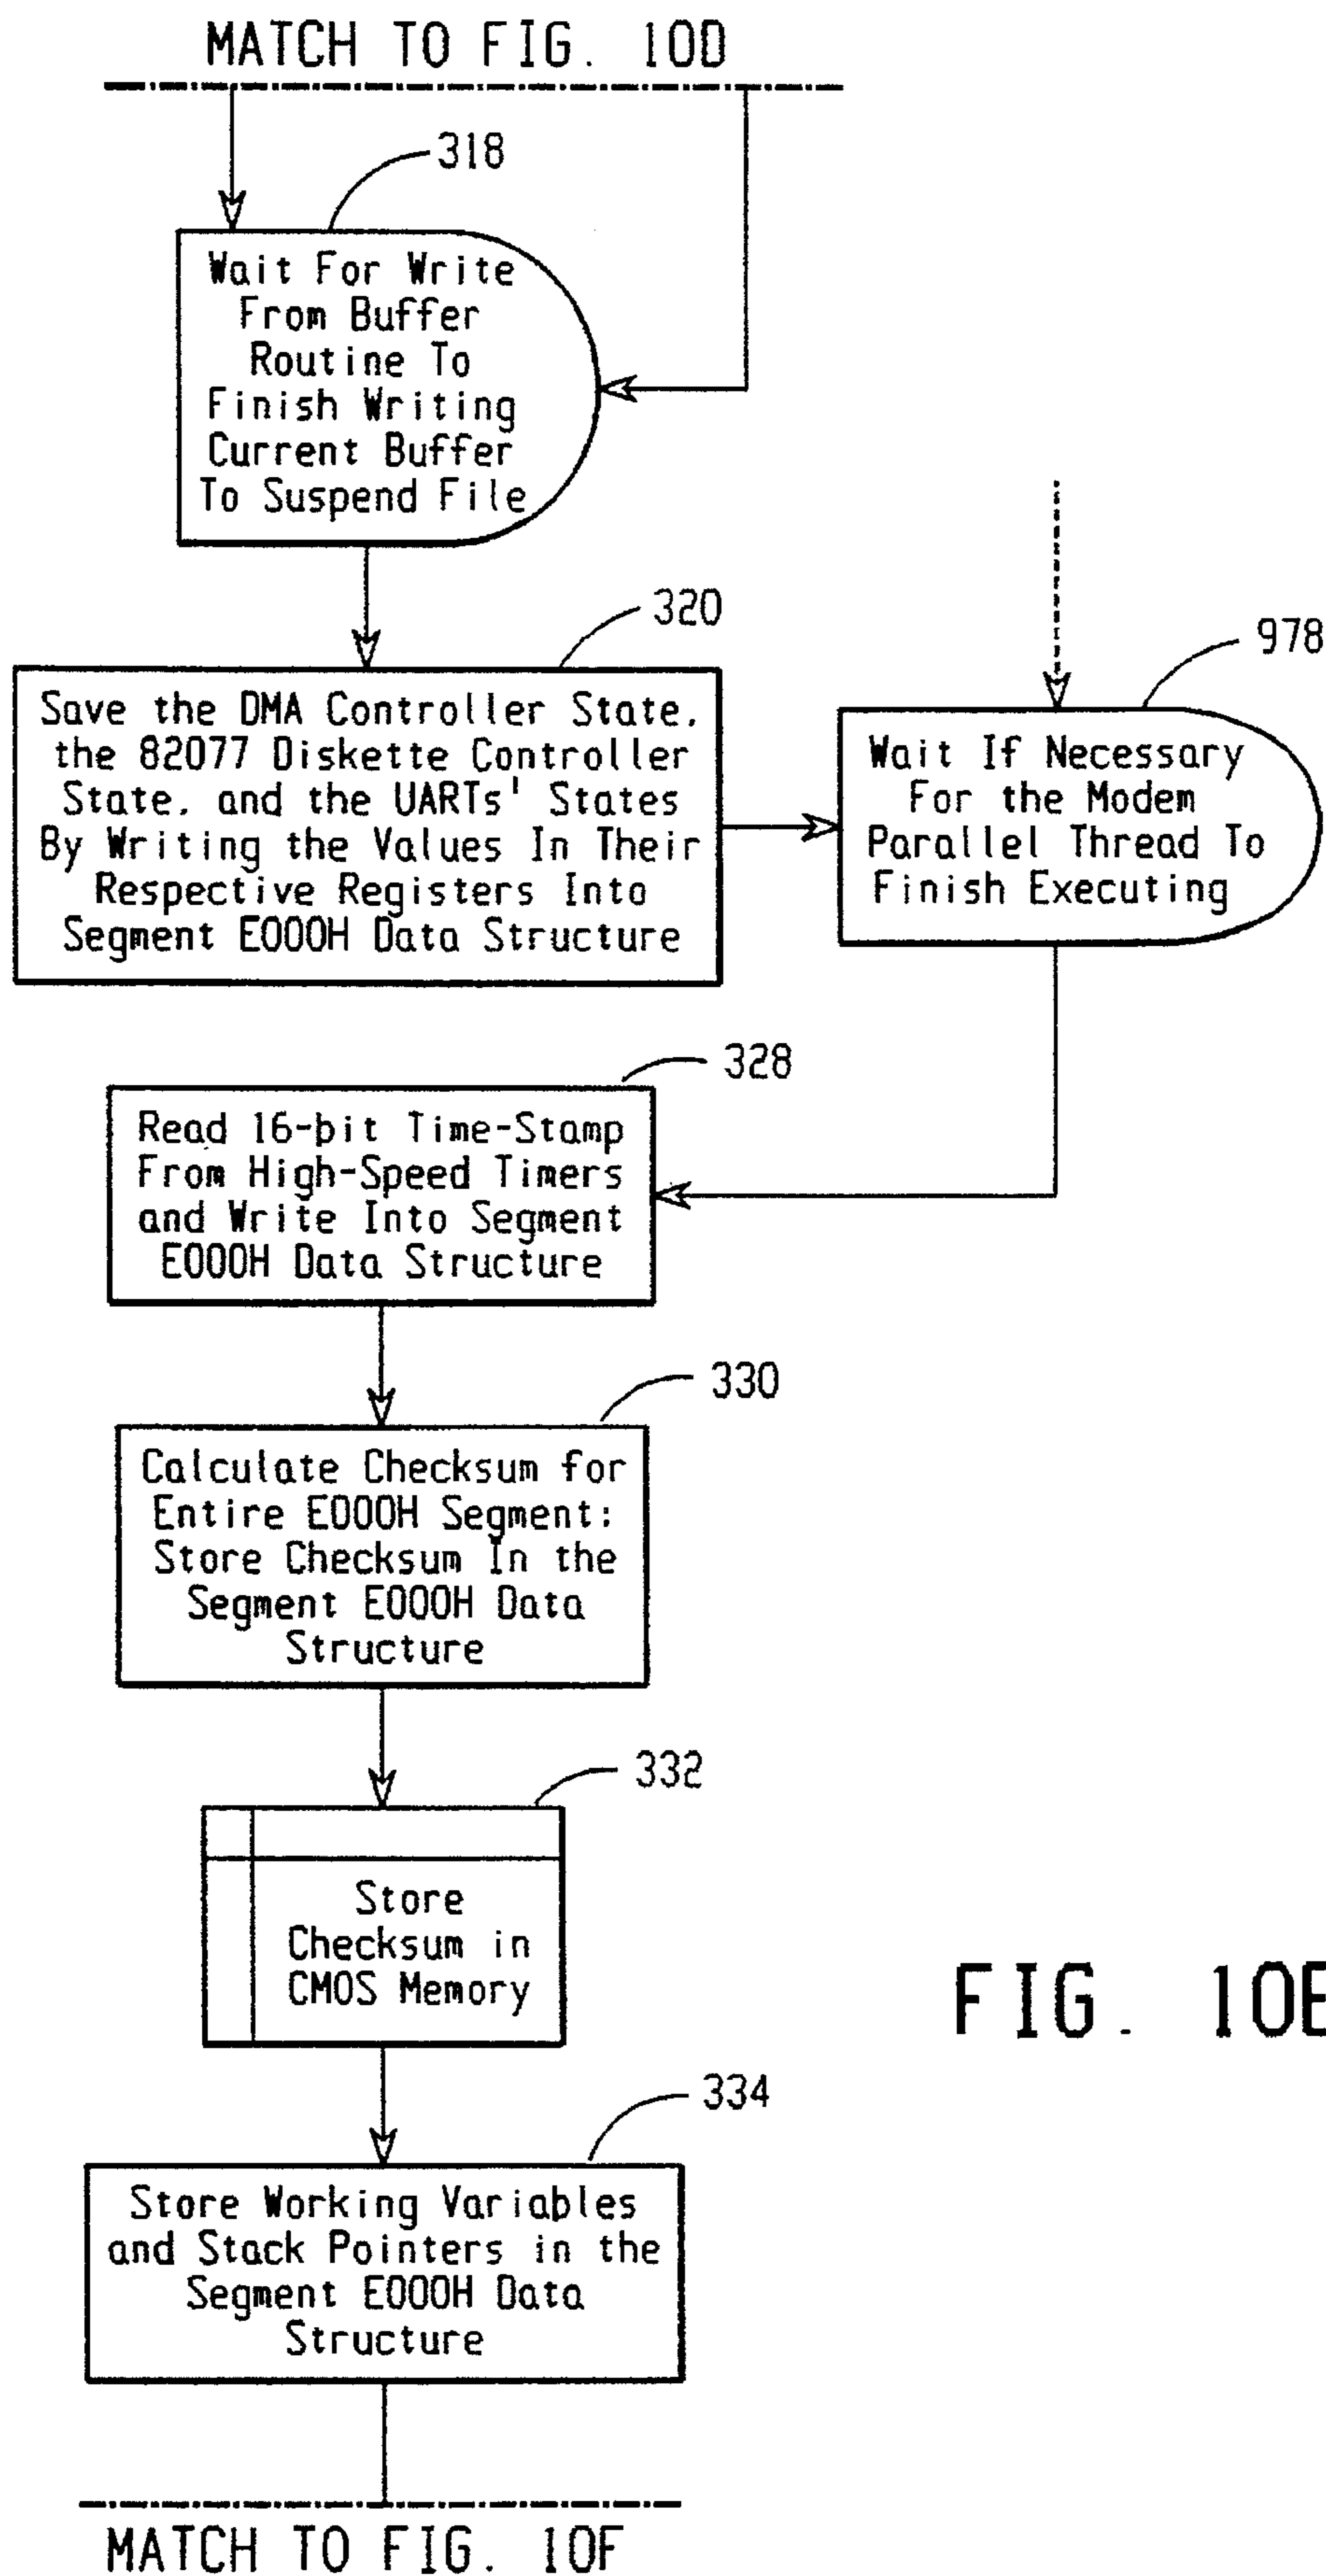 MATCH TO FIG. 10D
318
Wait For Write
From Buffer
Routine To
Finish Writing
Current Buffer
To Suspend File
320
Save the DMA Controller State,
the 82077 Diskette Controller
State, and the UARTs' States
By Writing the Values In Their
Respective Registers Into
Segment E000H Data Structure
978
Wait If Necessary
For the Modem
Parallel Thread To
Finish Executing
328
Read 16-bit Time-Stamp
From High-Speed Timers
and Write Into Segment
E000H Data Structure
330
Calculate Checksum for
Entire E000H Segment;
Store Checksum In the
Segment E000H Data
Structure
332
Store
Checksum in
CMOS Memory
FIG. 10E
334
Store Working Variables
and Stack Pointers in the
Segment E000H Data
Structure
MATCH TO FIG. 10F